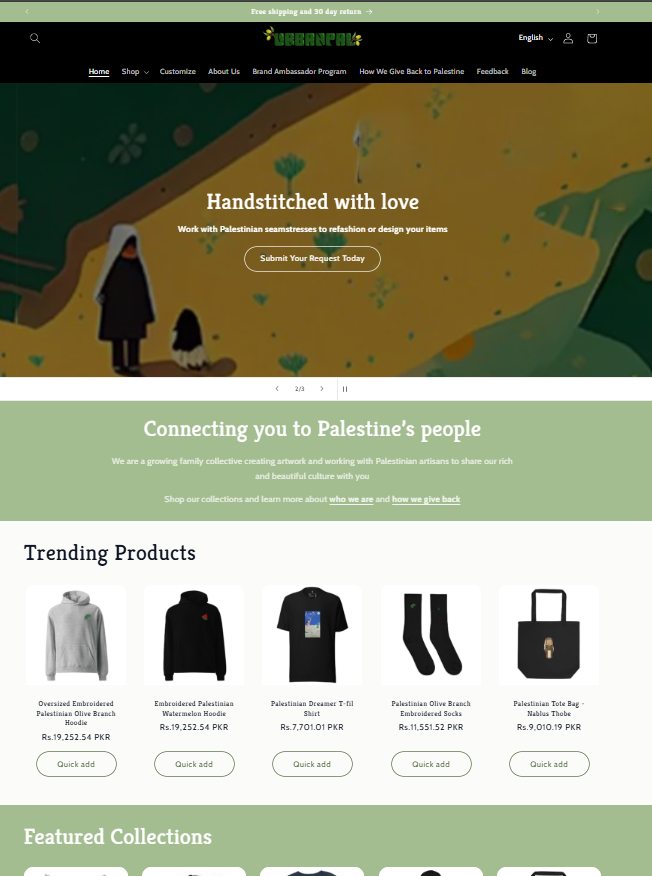 Free shipping and 30 day return →
URBANPAL
English
Home Shop Customize About Us Brand Ambassador Program How We Give Back to Palestine Feedback Blog
Handstitched with love
Work with Palestinian seamstresses to refashion or design your items
Submit Your Request Today
2/3
Connecting you to Palestine's people
We are a growing family collective creating artwork and working with Palestinian artisans to share our rich
and beautiful culture with you
Shop our collections and learn more about who we are and how we give back
Trending Products
Oversized Embroidered
Palestinian Olive Branch
Hoodie
Rs.19,252.54 PKR
Quick add
Embroidered Palestinian
Watermelon Hoodie
Rs.19,252.54 PKR
Quick add
Palestinian Dreamer T-fil
Shirt
Rs.7,701.01 PKR
Quick add
Palestinian Olive Branch
Embroidered Socks
Rs.11,551.52 PKR
Quick add
Palestinian Tote Bag -
Nablus Thobe
Rs.9,010.19 PKR
Quick add
Featured Collections